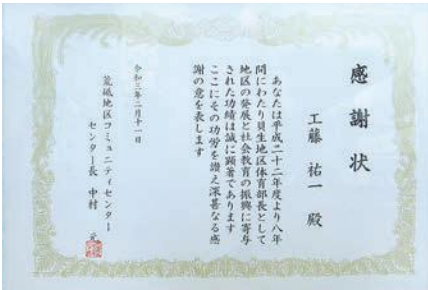 感謝状
工藤祐一殿
あなたは平成二十二年度より八年
間にわたり貝生地区体育部長として
地区の発展と社会教育の振興に寄与
された功績は誠に顕著であります
ここにその功労を讃え深甚なる感
謝の意を表します
令和三年二月十一日
荒砥地区コミュニティセンター
センター長 中村